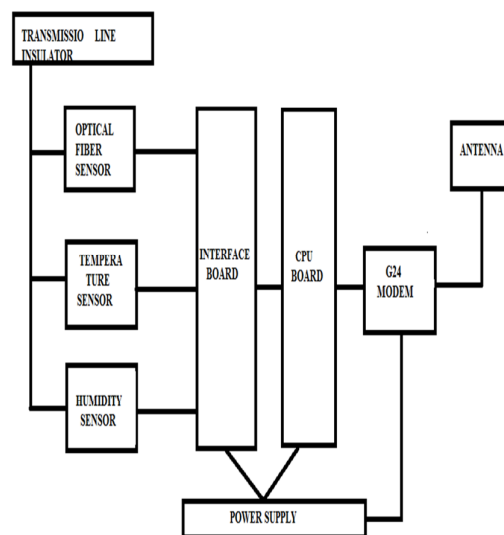 TRANSMISSIO LINE
INSULATOR
OPTICAL
FIBER
SENSOR
TEMPERA
TURE
SENSOR
HUMIDITY
SENSOR
INTERFACE
BOARD
CPU
BOARD
G24
MODEM
ANTENNA
POWER SUPPLY